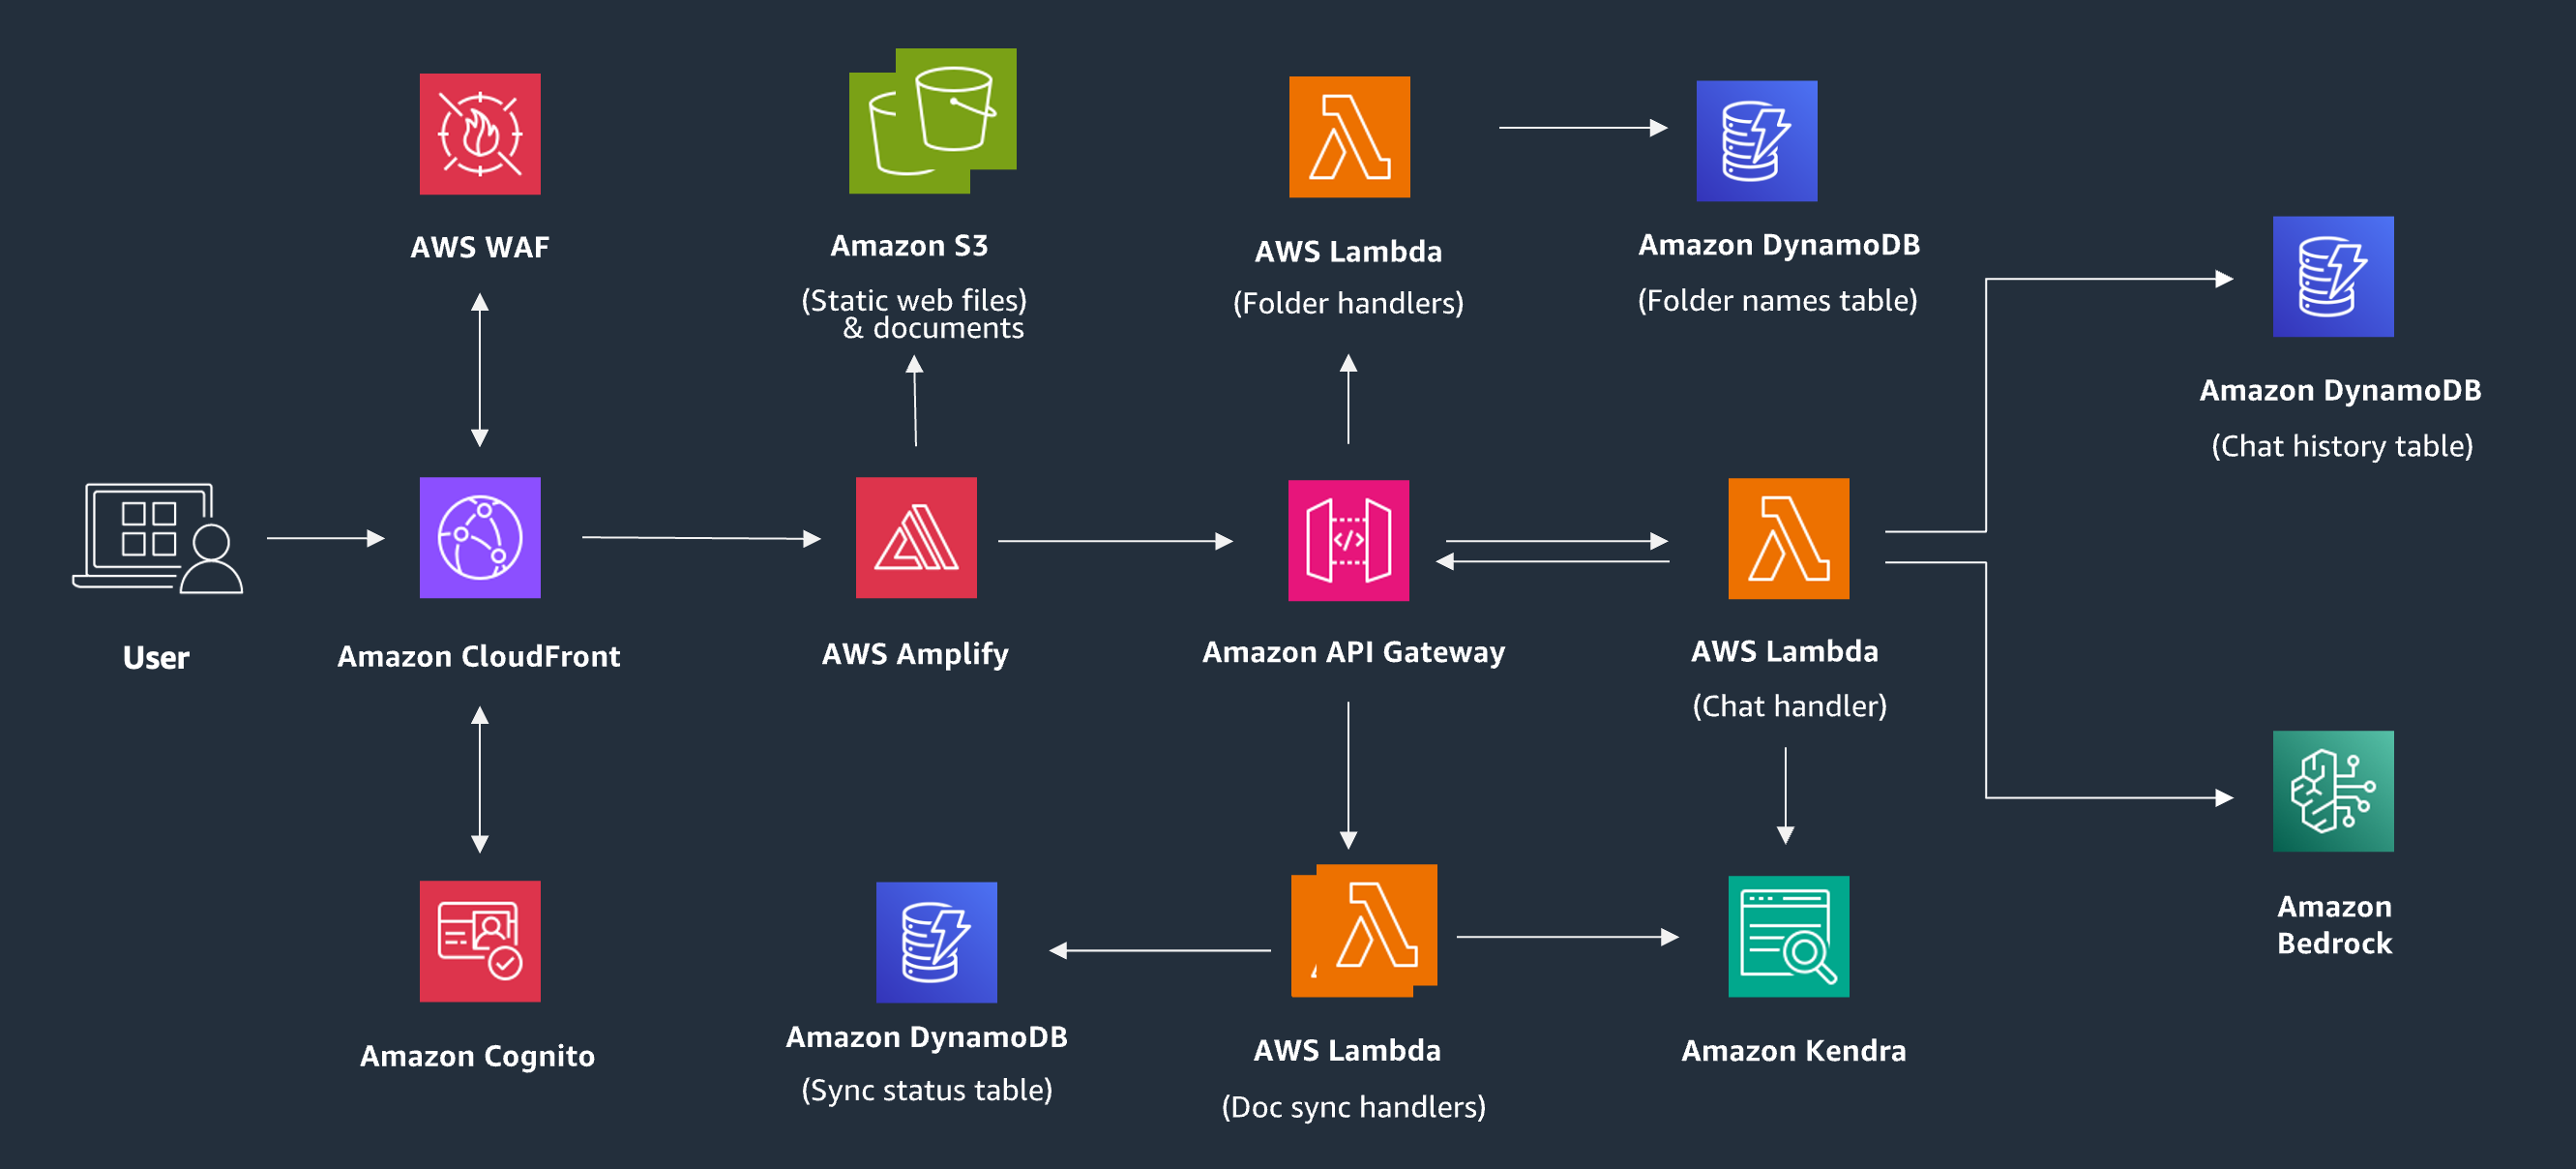 AWS WAF
Amazon S3
(Static web files)
& documents
AWS Lambda
(Folder handlers)
Amazon DynamoDB
(Folder names table)
Amazon DynamoDB
(Chat history table)
User
Amazon CloudFront
AWS Amplify
Amazon API Gateway
AWS Lambda
(Chat handler)
Amazon
Bedrock
Amazon Cognito
Amazon DynamoDB
(Sync status table)
AWS Lambda
(Doc sync handlers)
Amazon Kendra